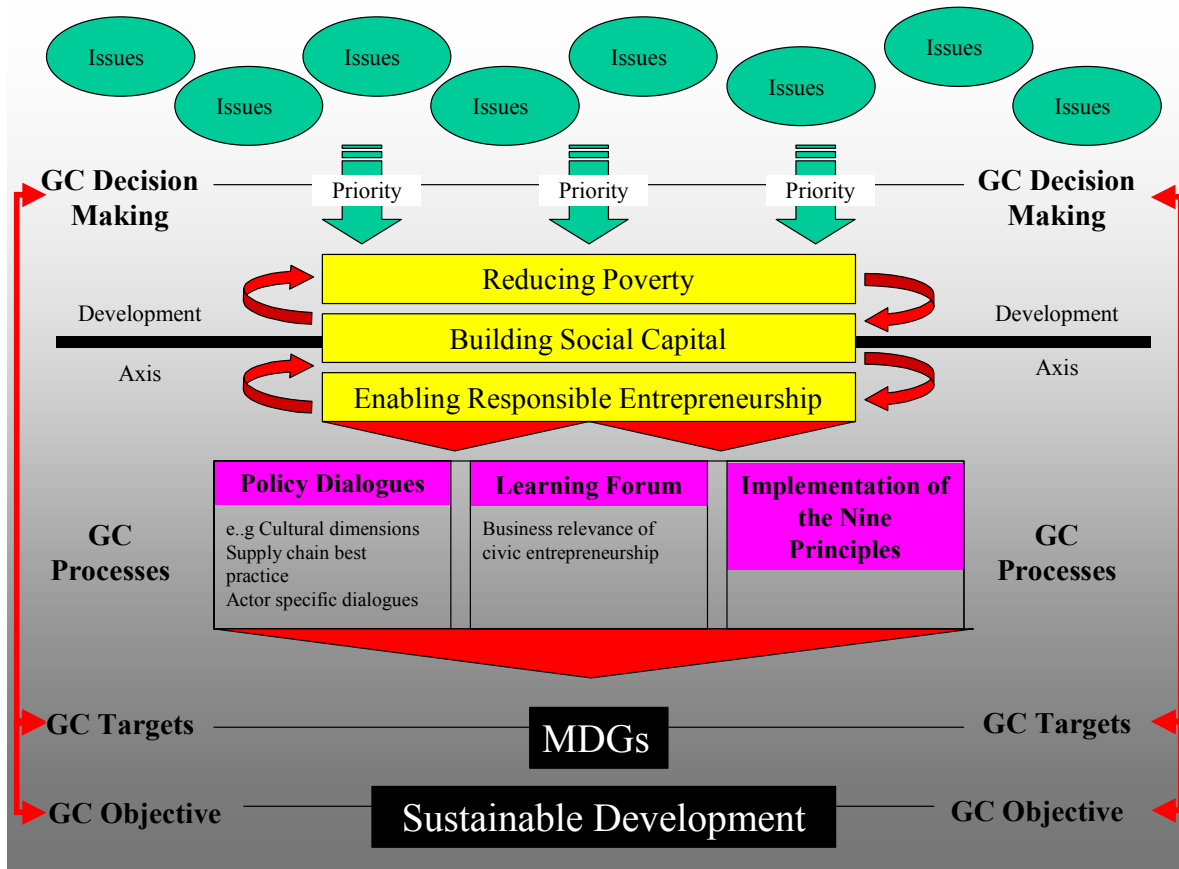 Issues
Issues
Issues
Issues
Issues
Issues
Issues
Issues
Issues
GC Decision
Making
Priority
Priority
Priority
GC Decision
Making
Reducing Poverty
Development
Building Social Capital
Development
Axis
Enabling Responsible Entrepreneurship
Axis
GC
Processes
Policy Dialogues
e..g Cultural dimensions
Supply chain best
practice
Actor specific dialogues
Learning Forum
Business relevance of
civic entrepreneurship
Implementation of
the Nine
Principles
GC
Processes
GC Targets
MDGs
GC Targets
GC Objective
Sustainable Development
GC Objective